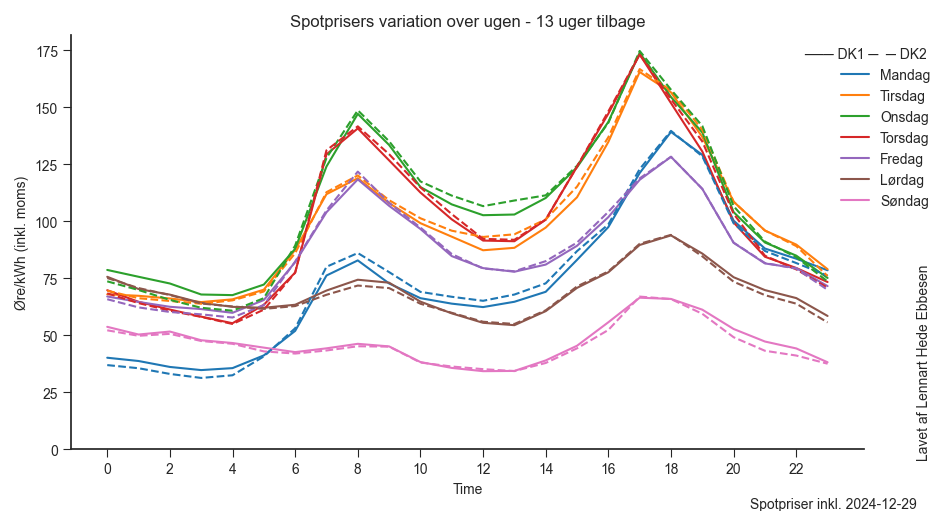 Spotprisers variation over ugen - 13 uger tilbage
DK1 DK2
Mandag
Tirsdag
Onsdag
Torsdag
Fredag
Lørdag
Søndag
Øre/kWh (inkl. moms)
175
150
125
100
75
50
25
0
0 2 4 6 8 10 12 14 16 18 20 22
Time
Lavet af Lennart Hede Ebbesen
Spotpriser inkl. 2024-12-29